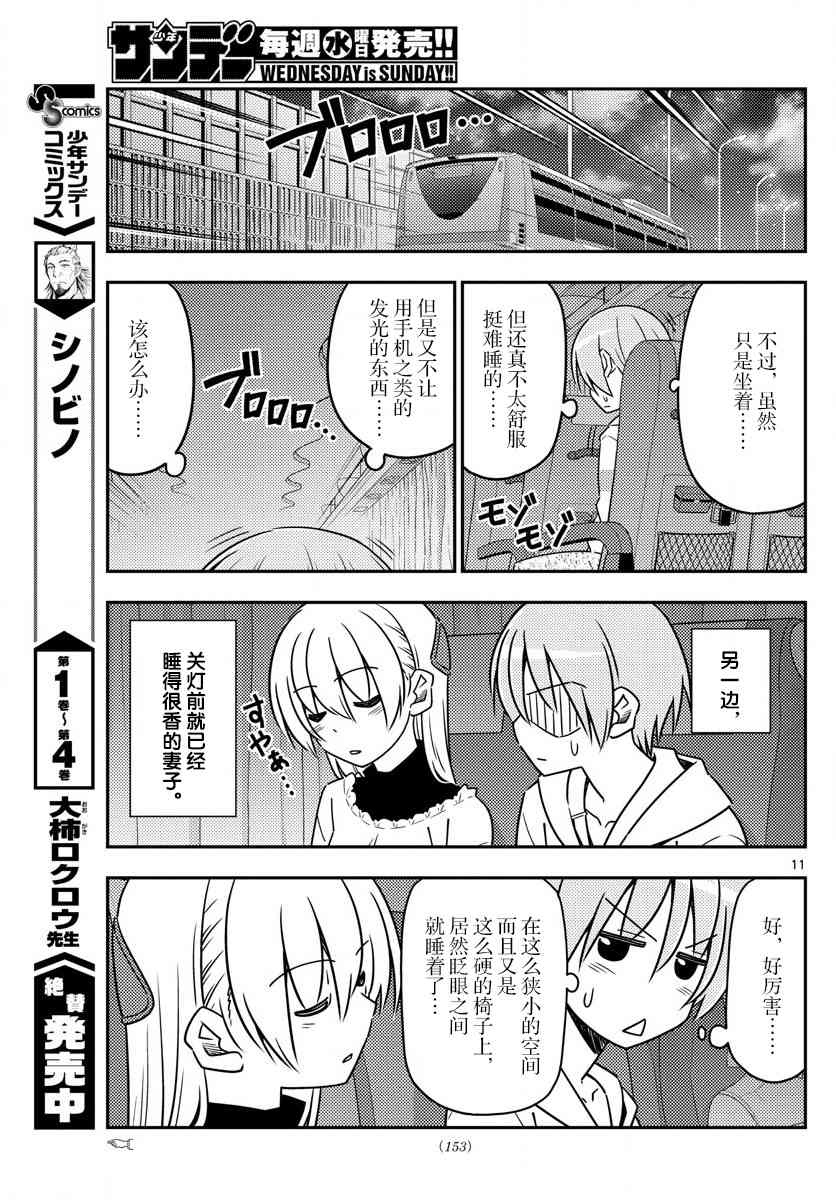 少年サンデー
毎週水曜日発売!!
WEDNESDAY is SUNDAY!!
S
S comics
少年サンデー
コミックス
シノビノ
第1巻～第4巻
大柿ロクロウ先生
おお がき
絶賛発売中
ブロロロ…
不过，虽然
只是坐着……
但还真不太舒服
挺难睡的……
モゾ
モゾ
但是又不让
用手机之类的
发光的东西……
该怎么办……
ブロロロ…
另一边，
关灯前就已经
睡得很香的妻子。
すやぁ…
11
好，好厉害……
在这么狭小的空间
而且又是
这么硬的椅子上，
居然眨眼之间
就睡着了…
(153)